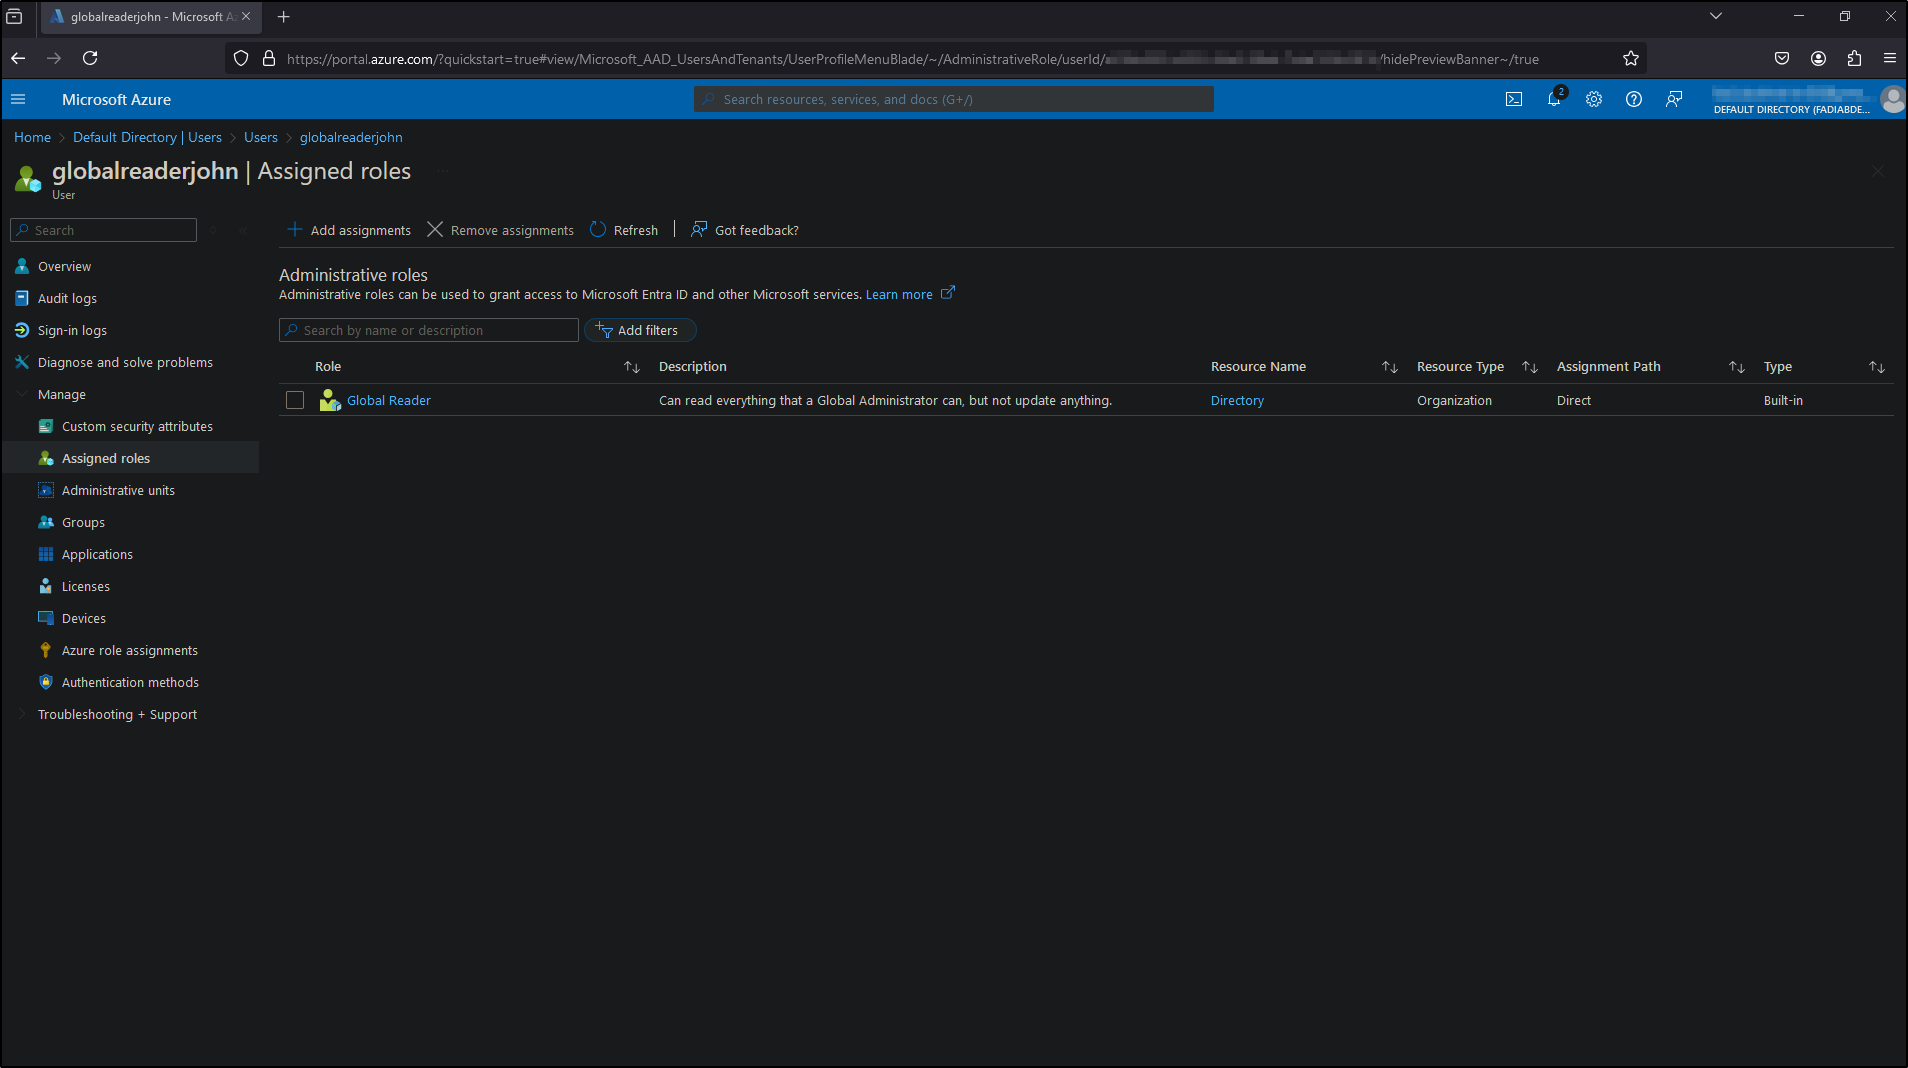 globalreaderjohn - Microsoft Az
https://portal.azure.com/?quickstart=true#view/Microsoft_AAD_UsersAndTenants/UserProfileMenuBlade/~/AdministrativeRole/userId/ /hidePreviewBanner~/true
Microsoft Azure
Search resources, services, and docs (G+/)
2
DEFAULT DIRECTORY (FADIABDE...
Home > Default Directory | Users > Users > globalreaderjohn
globalreaderjohn | Assigned roles ...
User
Search
Add assignments
Remove assignments
Refresh
Got feedback?
Overview
Audit logs
Sign-in logs
Diagnose and solve problems
Manage
Custom security attributes
Assigned roles
Administrative units
Groups
Applications
Licenses
Devices
Azure role assignments
Authentication methods
Troubleshooting + Support
Administrative roles
Administrative roles can be used to grant access to Microsoft Entra ID and other Microsoft services. Learn more
Search by name or description
Add filters
Role Description Resource Name Resource Type Assignment Path Type
Global Reader Can read everything that a Global Administrator can, but not update anything. Directory Organization Direct Built-in